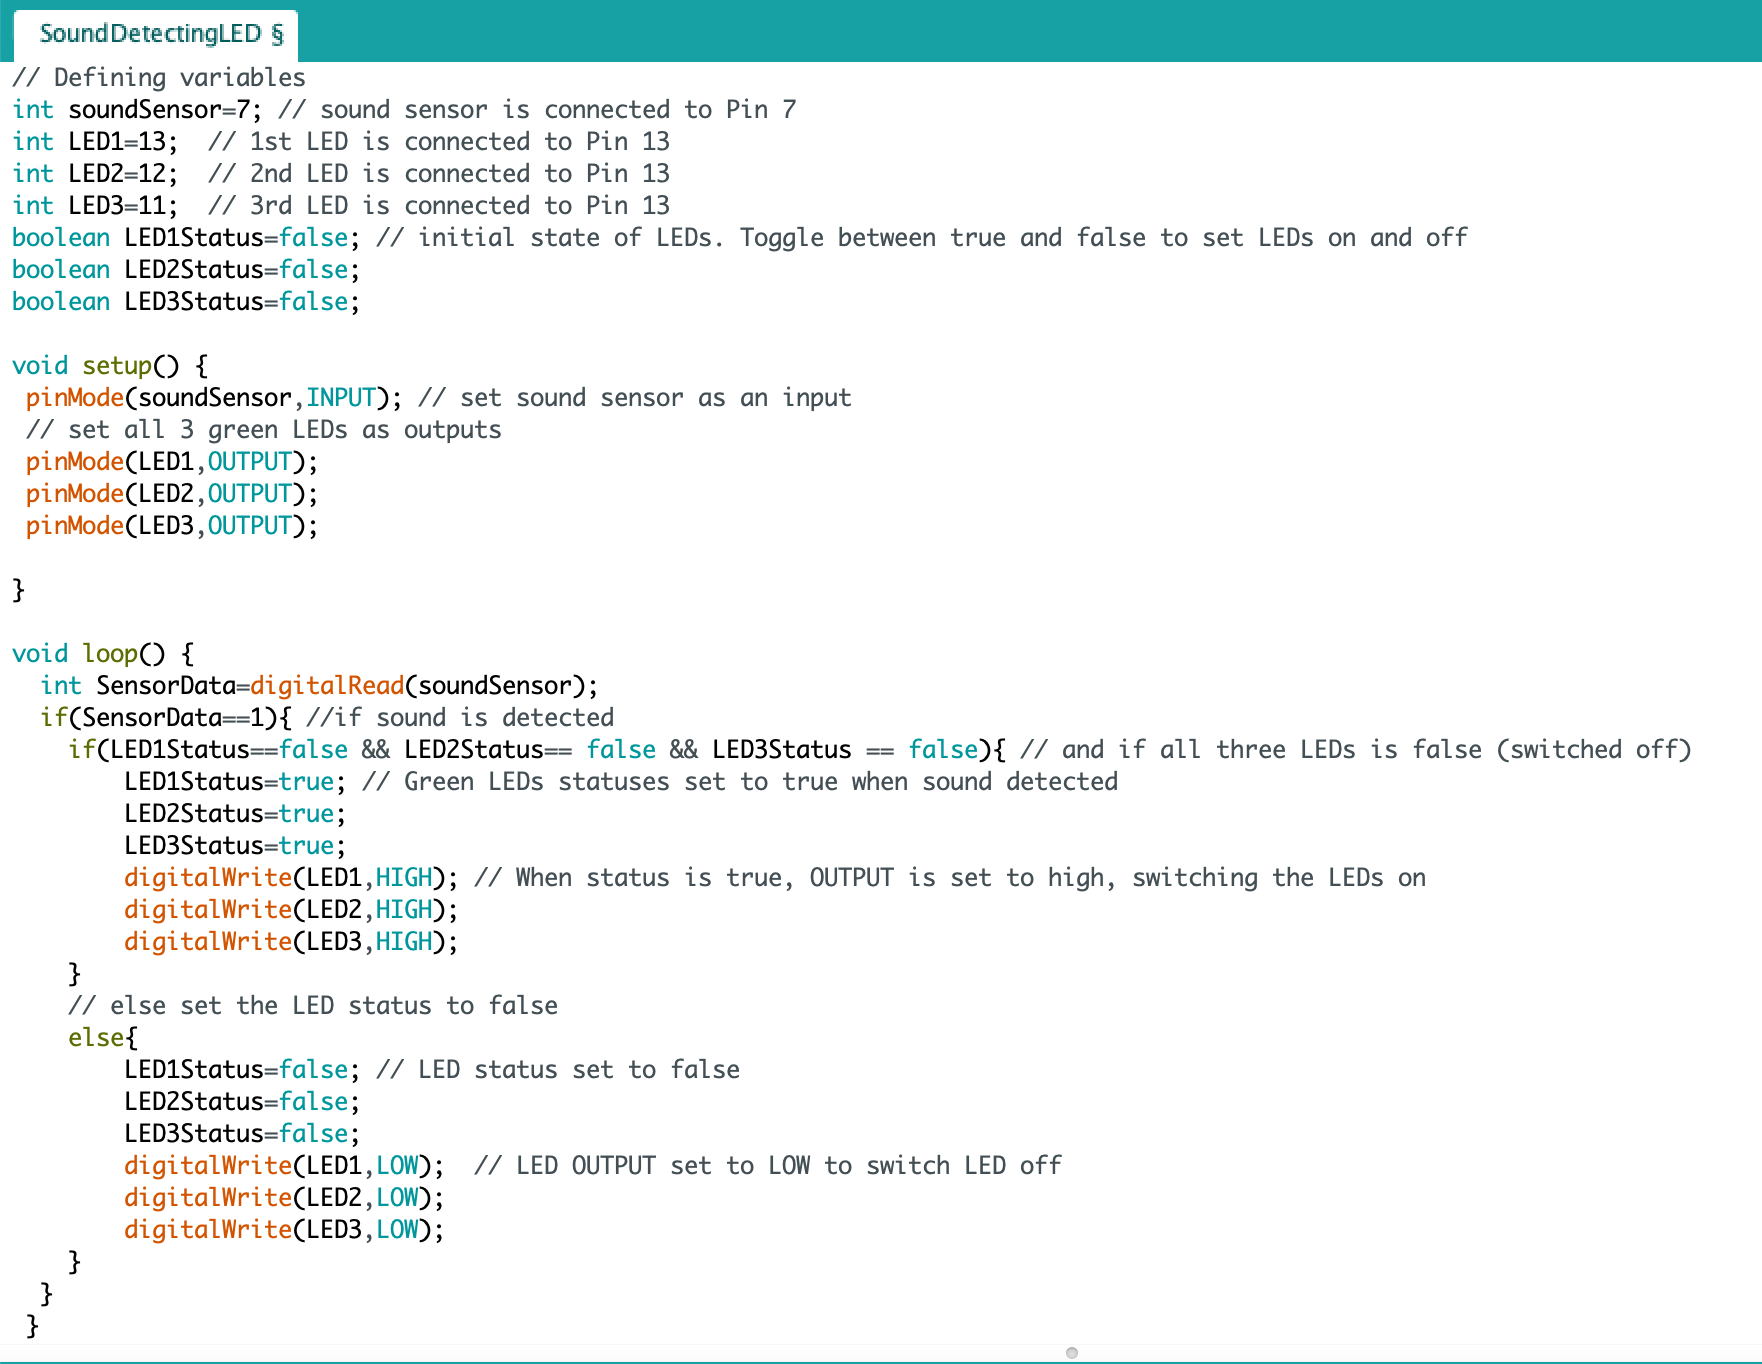 SoundDetectingLED §
// Defining variables
int soundSensor=7; // sound sensor is connected to Pin 7
int LED1=13;  // 1st LED is connected to Pin 13
int LED2=12;  // 2nd LED is connected to Pin 13
int LED3=11;  // 3rd LED is connected to Pin 13
boolean LED1Status=false; // initial state of LEDs. Toggle between true and false to set LEDs on and off
boolean LED2Status=false;
boolean LED3Status=false;

void setup() {
 pinMode(soundSensor,INPUT); // set sound sensor as an input
 // set all 3 green LEDs as outputs
 pinMode(LED1,OUTPUT);
 pinMode(LED2,OUTPUT);
 pinMode(LED3,OUTPUT);

}

void loop() {
  int SensorData=digitalRead(soundSensor);
  if(SensorData==1){ //if sound is detected
    if(LED1Status==false && LED2Status== false && LED3Status == false){ // and if all three LEDs is false (switched off)
        LED1Status=true; // Green LEDs statuses set to true when sound detected
        LED2Status=true;
        LED3Status=true;
        digitalWrite(LED1,HIGH); // When status is true, OUTPUT is set to high, switching the LEDs on
        digitalWrite(LED2,HIGH);
        digitalWrite(LED3,HIGH);
    }
    // else set the LED status to false
    else{
        LED1Status=false; // LED status set to false
        LED2Status=false;
        LED3Status=false;
        digitalWrite(LED1,LOW);  // LED OUTPUT set to LOW to switch LED off
        digitalWrite(LED2,LOW);
        digitalWrite(LED3,LOW);
    }
  }
 }